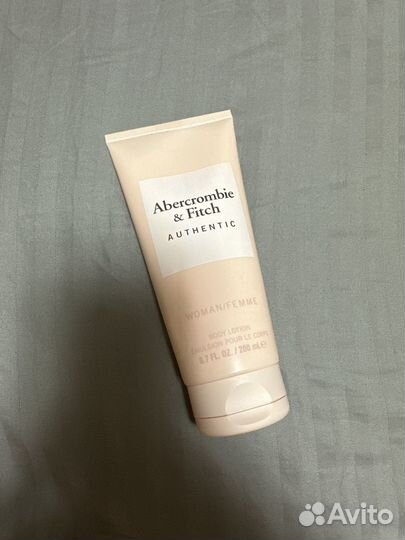 Abercrombie
& Fitch
AUTHENTIC
WOMAN/FEMME
BODY LOTION
ÉMULSION POUR LE CORPS
6.7 FL. OZ. / 200 mL e
Avito